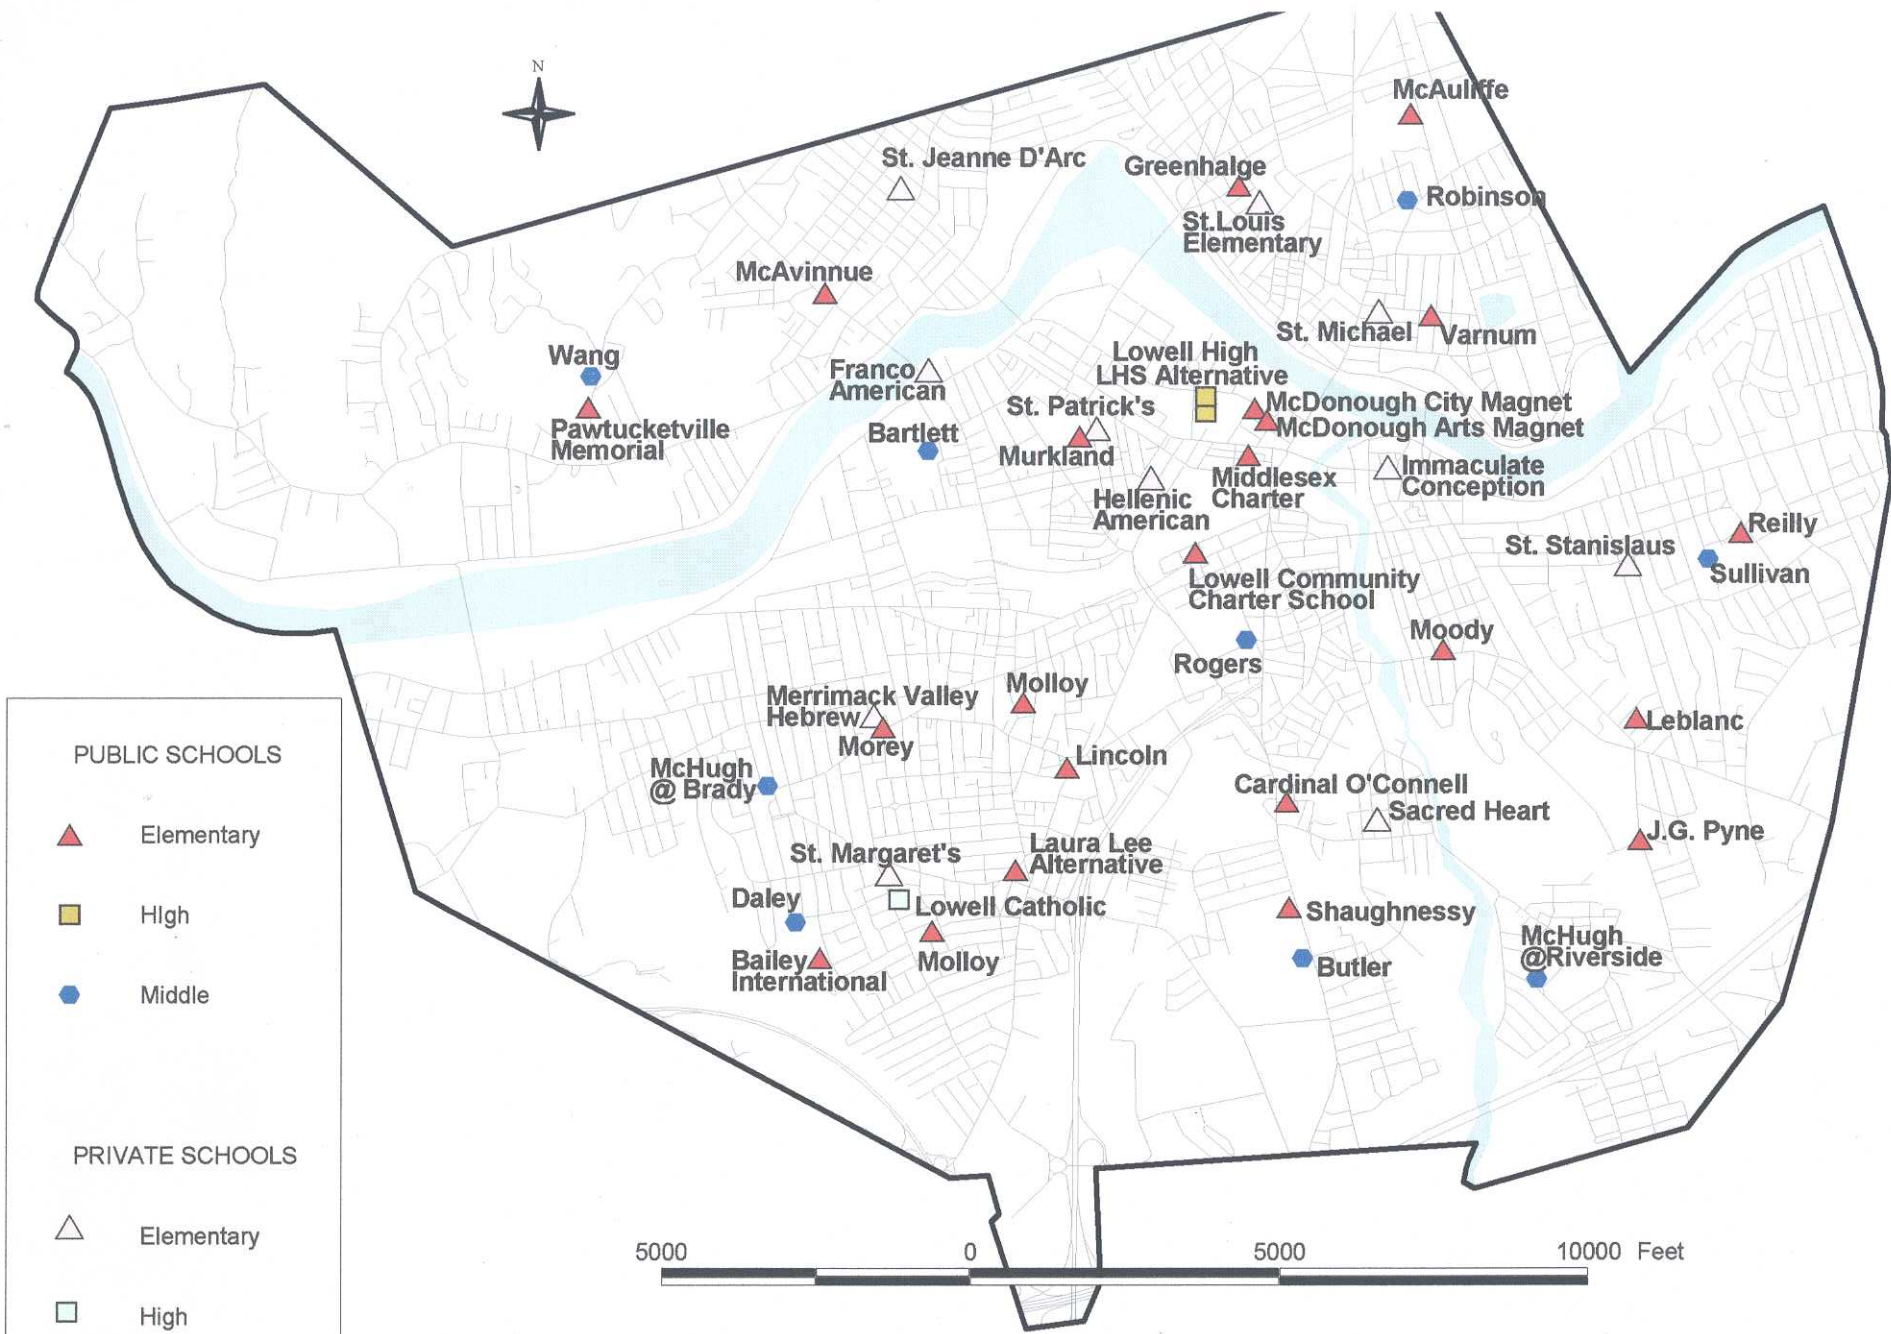 N
McAuliffe
St. Jeanne D'Arc
Greenhalge
Robinson
St.Louis
Elementary
McAvinnue
St. Michael
Varnum
Wang
Lowell High
LHS Alternative
Franco
American
St. Patrick's
McDonough City Magnet
McDonough Arts Magnet
Pawtucketville
Memorial
Bartlett
Murkland
Middlesex
Charter
Immaculate
Conception
Hellenic
American
Reilly
St. Stanislaus
Sullivan
Lowell Community
Charter School
Moody
Rogers
Merrimack Valley
Hebrew
Molloy
Morey
Leblanc
Lincoln
McHugh
@ Brady
Cardinal O'Connell
Sacred Heart
J.G. Pyne
Laura Lee
Alternative
St. Margaret's
Daley
Lowell Catholic
Shaughnessy
McHugh
@Riverside
Bailey
International
Molloy
Butler
PUBLIC SCHOOLS
Elementary
HIgh
Middle
PRIVATE SCHOOLS
Elementary
High
5000 0 5000 10000 Feet